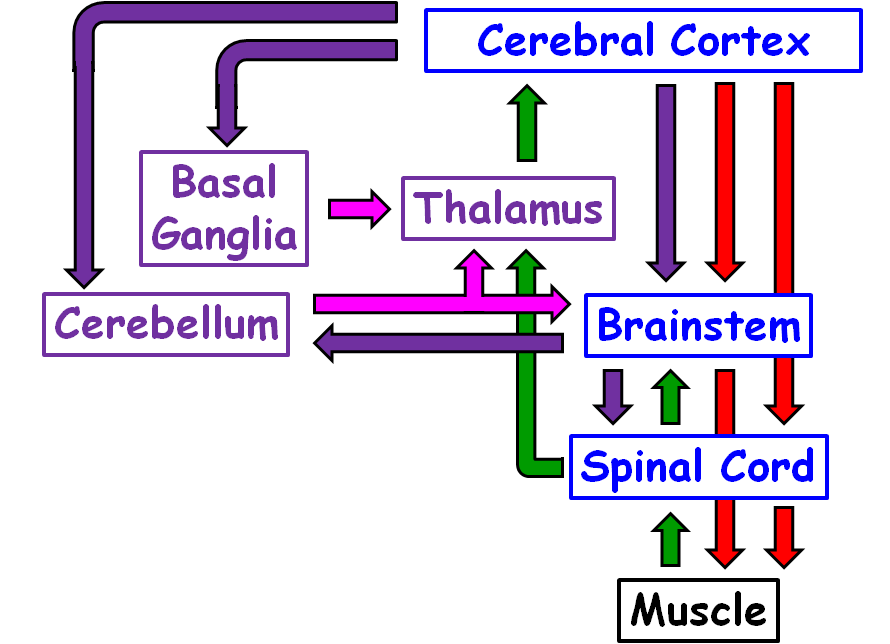 Cerebral Cortex
Basal
Ganglia
Thalamus
Cerebellum
Brainstem
Spinal Cord
Muscle